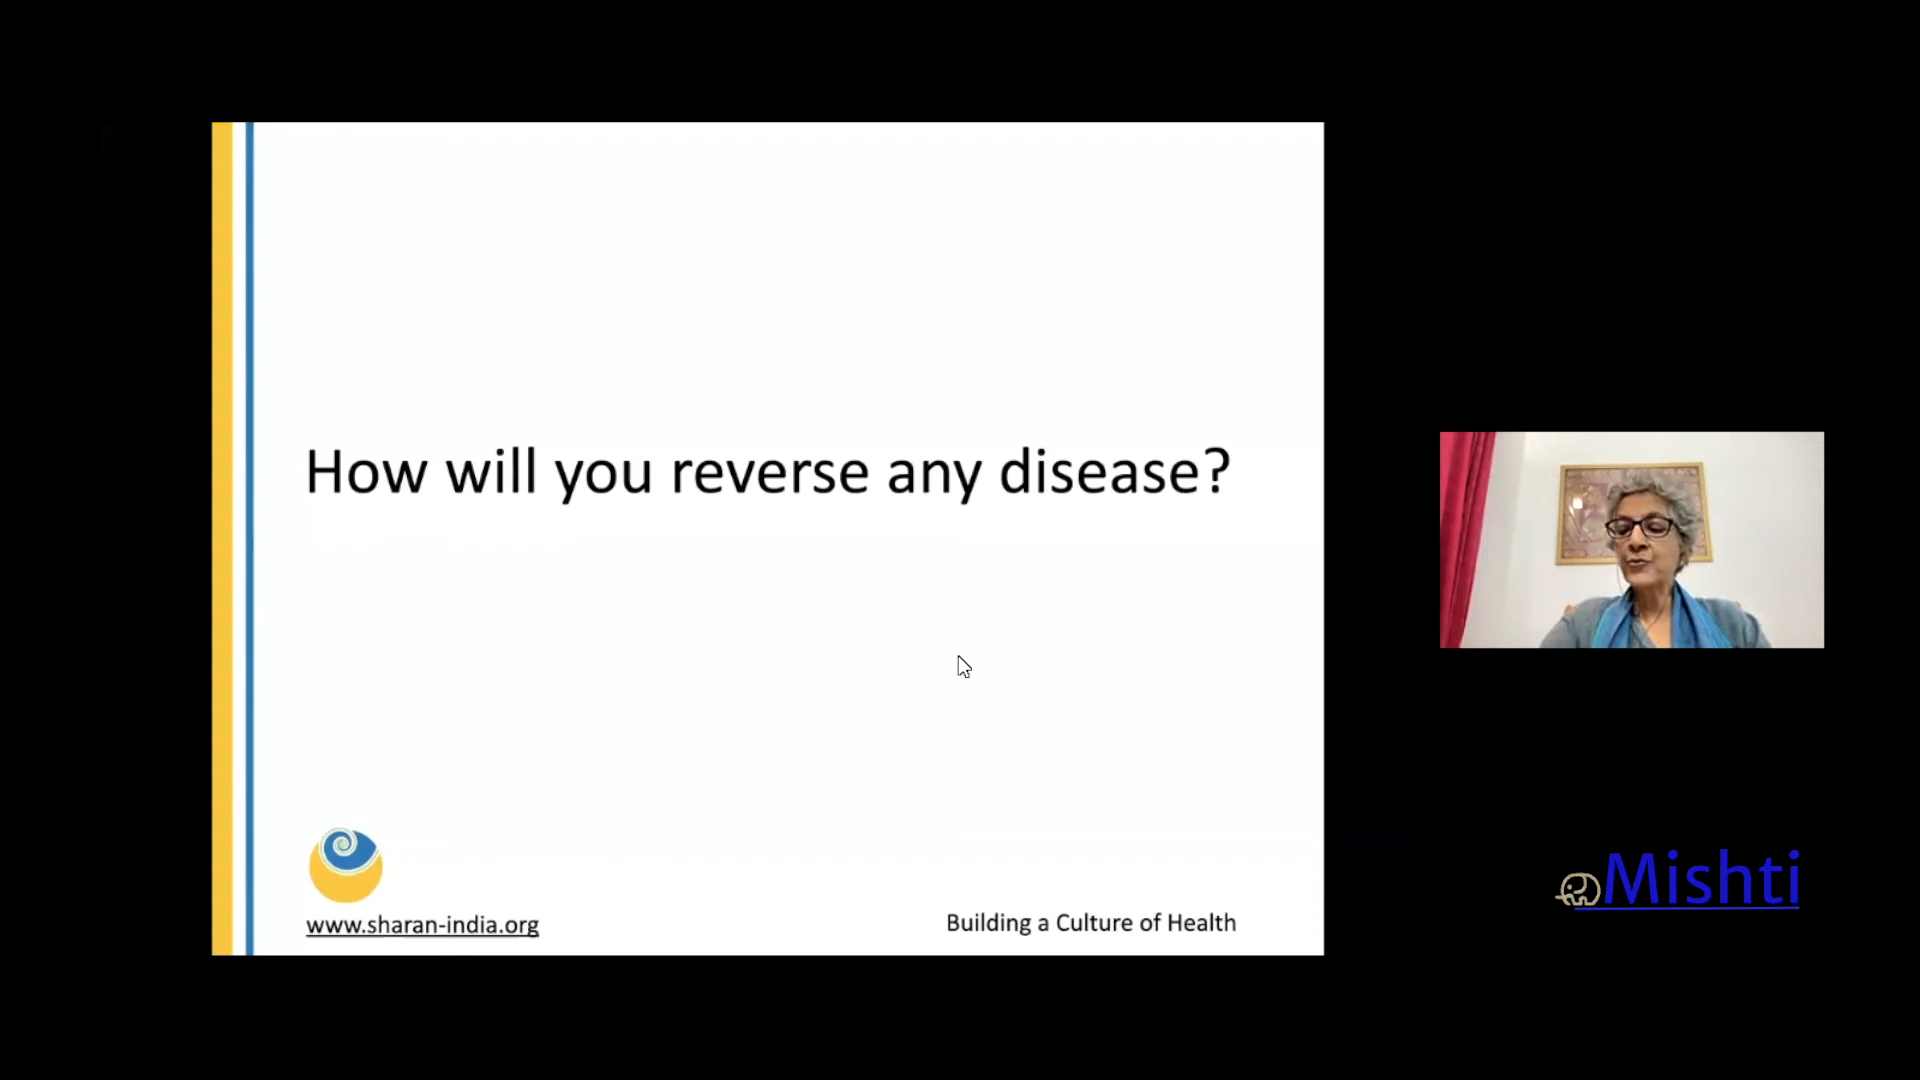 How will you reverse any disease?
www.sharan-india.org
Building a Culture of Health
Mishti